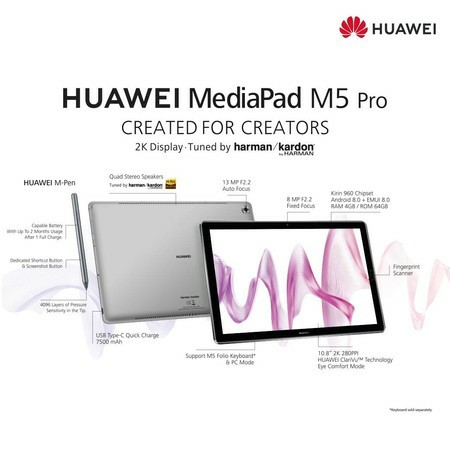 HUAWEI
HUAWEI MediaPad M5 Pro
CREATED FOR CREATORS
2K Display · Tuned by harman/kardon
by HARMAN
HUAWEI M-Pen
Quad Stereo Speakers
Tuned by harman/kardon
13 MP F2.2
Auto Focus
8 MP F2.2
Fixed Focus
Kirin 960 Chipset
Android 8.0 + EMUI 8.0
RAM 4GB / ROM 64GB
Capable Battery
With Up to 2 Months Usage
After 1 Full Charge
Dedicated Shortcut Button
& Screenshot Button
4096 Layers of Pressure
Sensitivity in the Tip
HUAWEI
Fingerprint
Scanner
USB Type-C Quick Charge
7500 mAh
Support M5 Folio Keyboard*
& PC Mode
10.8" 2K 280PPI
HUAWEI ClariVu™ Technology
Eye Comfort Mode
*Keyboard sold separately